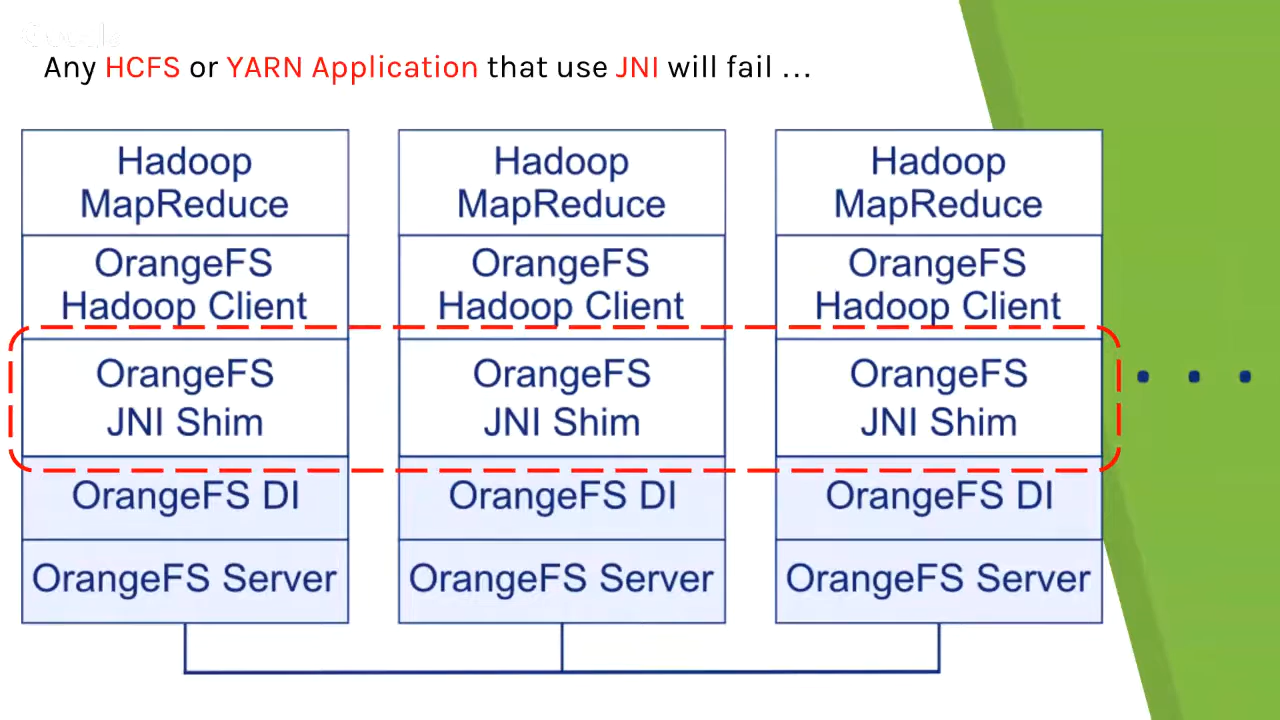 Any HCFS or YARN Application that use JNI will fail …
Hadoop
MapReduce
OrangeFS
Hadoop Client
OrangeFS
JNI Shim
OrangeFS DI
OrangeFS Server
Hadoop
MapReduce
OrangeFS
Hadoop Client
OrangeFS
JNI Shim
OrangeFS DI
OrangeFS Server
Hadoop
MapReduce
OrangeFS
Hadoop Client
OrangeFS
JNI Shim
OrangeFS DI
OrangeFS Server